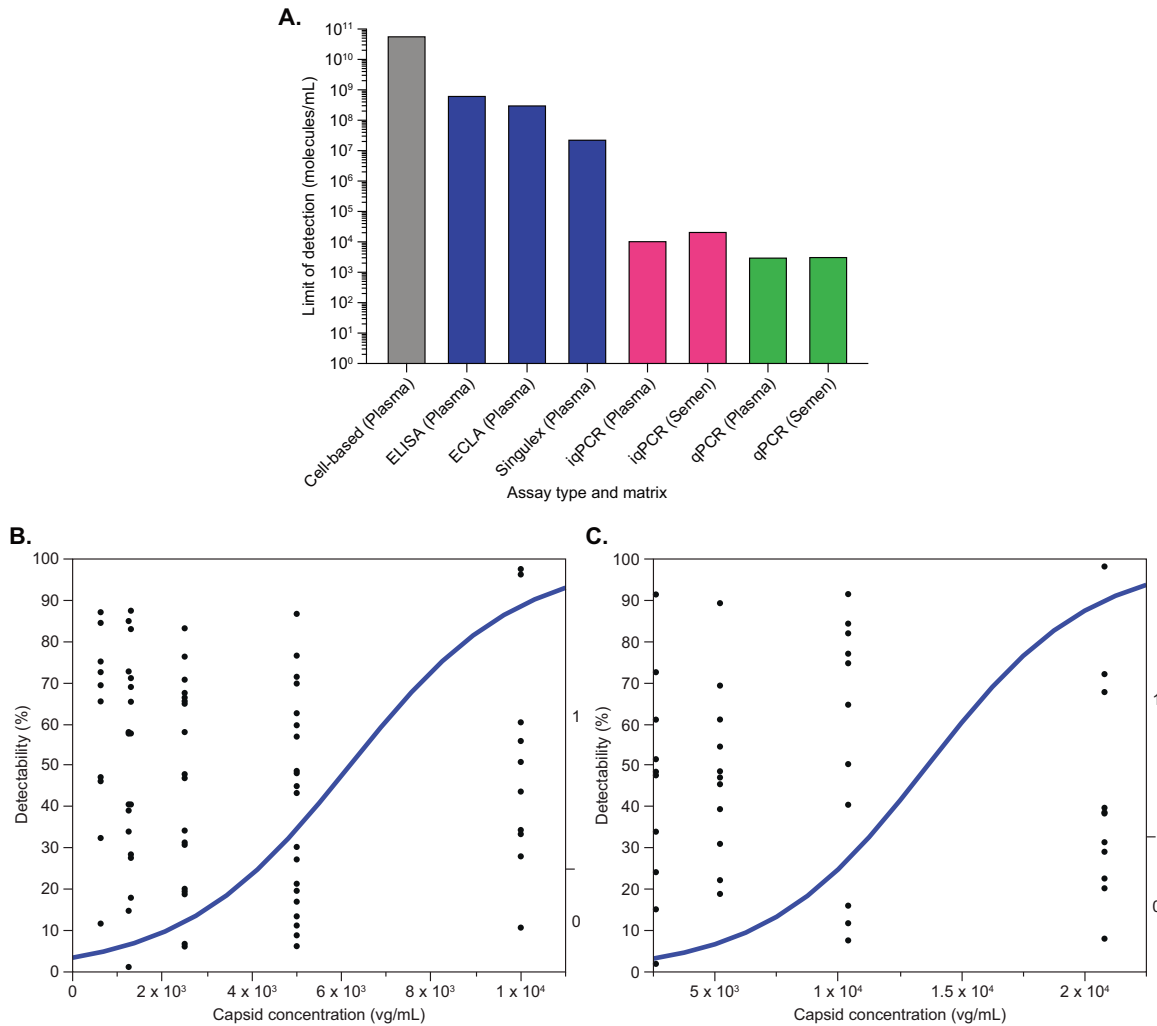 A.
Limit of detection (molecules/mL)
10¹¹
10¹⁰
10⁹
10⁸
10⁷
10⁶
10⁵
10⁴
10³
10²
10¹
10⁰
Cell-based (Plasma)
ELISA (Plasma)
ECLA (Plasma)
Singulex (Plasma)
iqPCR (Plasma)
iqPCR (Semen)
qPCR (Plasma)
qPCR (Semen)
Assay type and matrix
B.
Detectability (%)
100
90
80
70
60
50
40
30
20
10
0
1
0
0
2 x 10³
4 x 10³
6 x 10³
8 x 10³
1 x 10⁴
Capsid concentration (vg/mL)
C.
Detectability (%)
100
90
80
70
60
50
40
30
20
10
0
1
0
5 x 10³
1 x 10⁴
1.5 x 10⁴
2 x 10⁴
Capsid concentration (vg/mL)